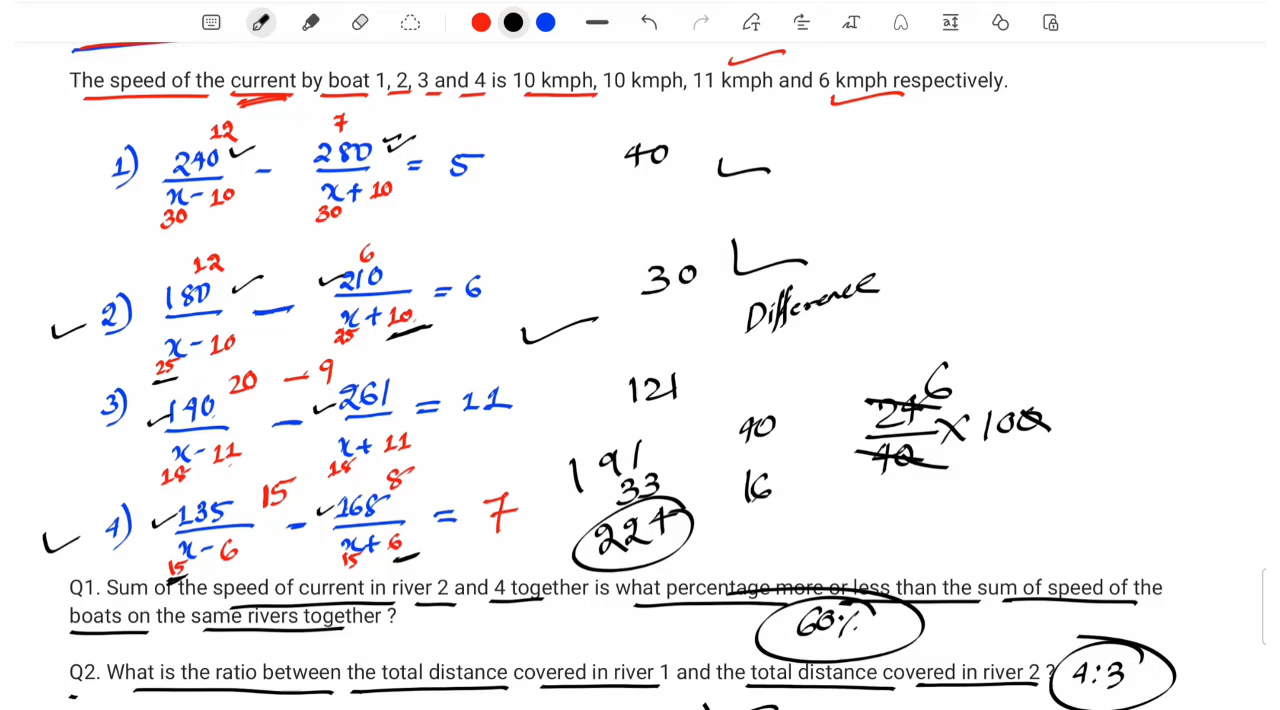 The speed of the current by boat 1, 2, 3 and 4 is 10 kmph, 10 kmph, 11 kmph and 6 kmph respectively.
12 7
1) 240 - 280 = 5 40
x - 10 x + 10
30 30
12 6
2) 180 - 210 = 6 30
x - 10 x + 10 Difference
25 25
20 - 9
3) 190 - 261 = 11 121 24 6 × 100
x - 11 x + 11 40 40
18 18 191
15 8 33 16
4) 135 - 168 = 7 224
x - 6 x + 6
15 15
Q1. Sum of the speed of current in river 2 and 4 together is what percentage more or less than the sum of speed of the
boats on the same rivers together ? 60%
Q2. What is the ratio between the total distance covered in river 1 and the total distance covered in river 2 ? 4:3